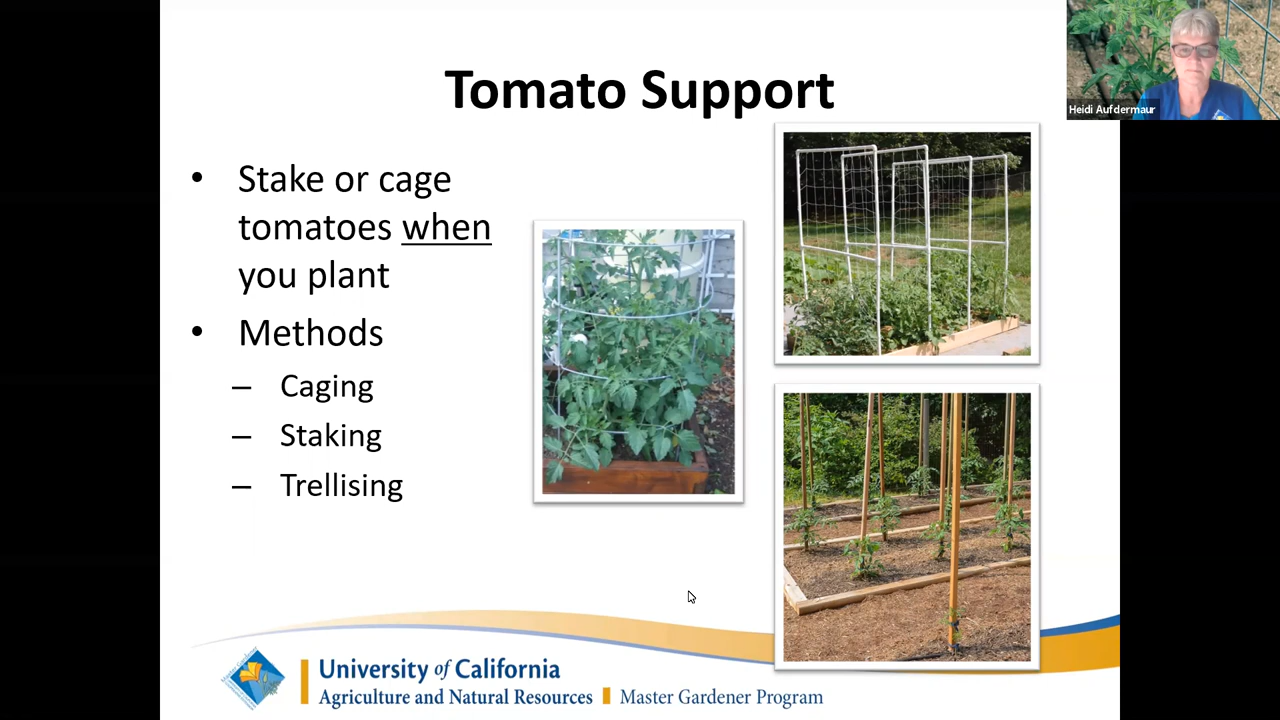 Tomato Support
Heidi Aufdermaur
• Stake or cage
tomatoes when
you plant
• Methods
– Caging
– Staking
– Trellising
University of California
Agriculture and Natural Resources Master Gardener Program